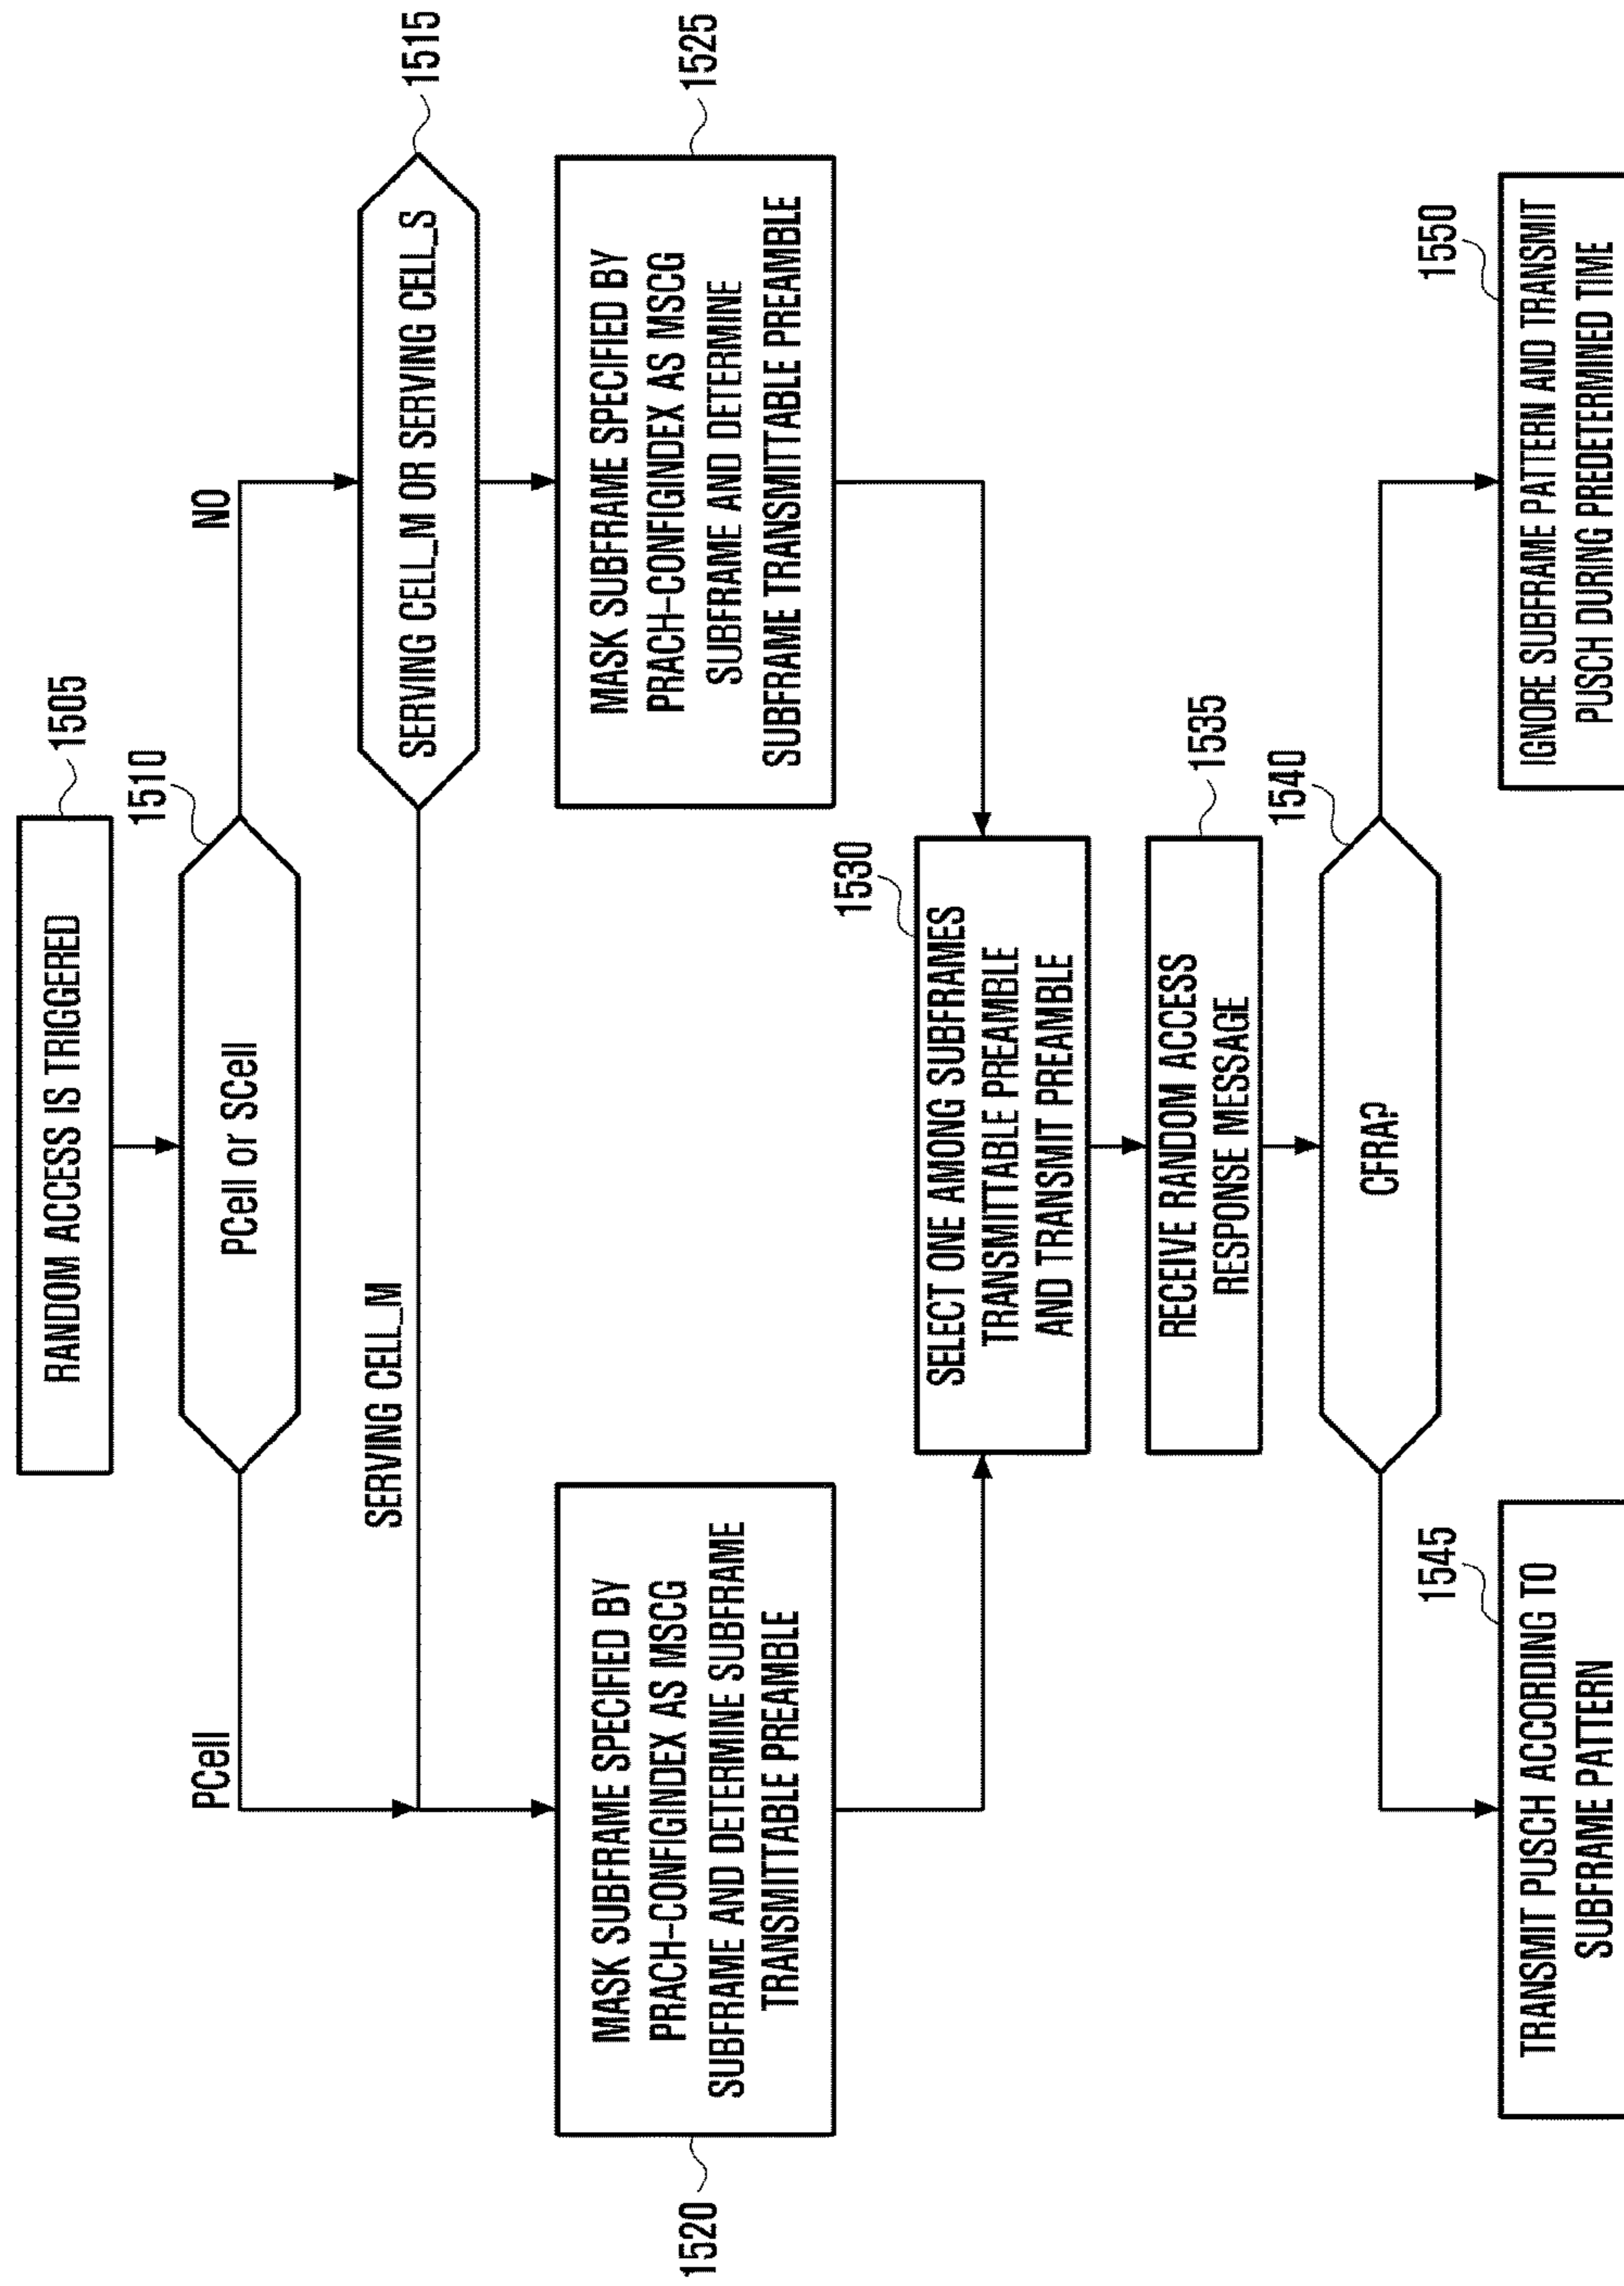 RANDOM ACCESS IS TRIGGERED
1505
PCell or SCell
1510
PCell
NO
SERVING CELL_M OR SERVING CELL_S
1515
SERVING CELL_M
1520
MASK SUBFRAME SPECIFIED BY
PRACH-CONFIGINDEX AS MSCG
SUBFRAME AND DETERMINE SUBFRAME
TRANSMITTABLE PREAMBLE
1525
MASK SUBFRAME SPECIFIED BY
PRACH-CONFIGINDEX AS MSCG
SUBFRAME AND DETERMINE
SUBFRAME TRANSMITTABLE PREAMBLE
1530
SELECT ONE AMONG SUBFRAMES
TRANSMITTABLE PREAMBLE
AND TRANSMIT PREAMBLE
1535
RECEIVE RANDOM ACCESS
RESPONSE MESSAGE
1540
CFRA?
1545
TRANSMIT PUSCH ACCORDING TO
SUBFRAME PATTERN
1550
IGNORE SUBFRAME PATTERN AND TRANSMIT
PUSCH DURING PREDETERMINED TIME